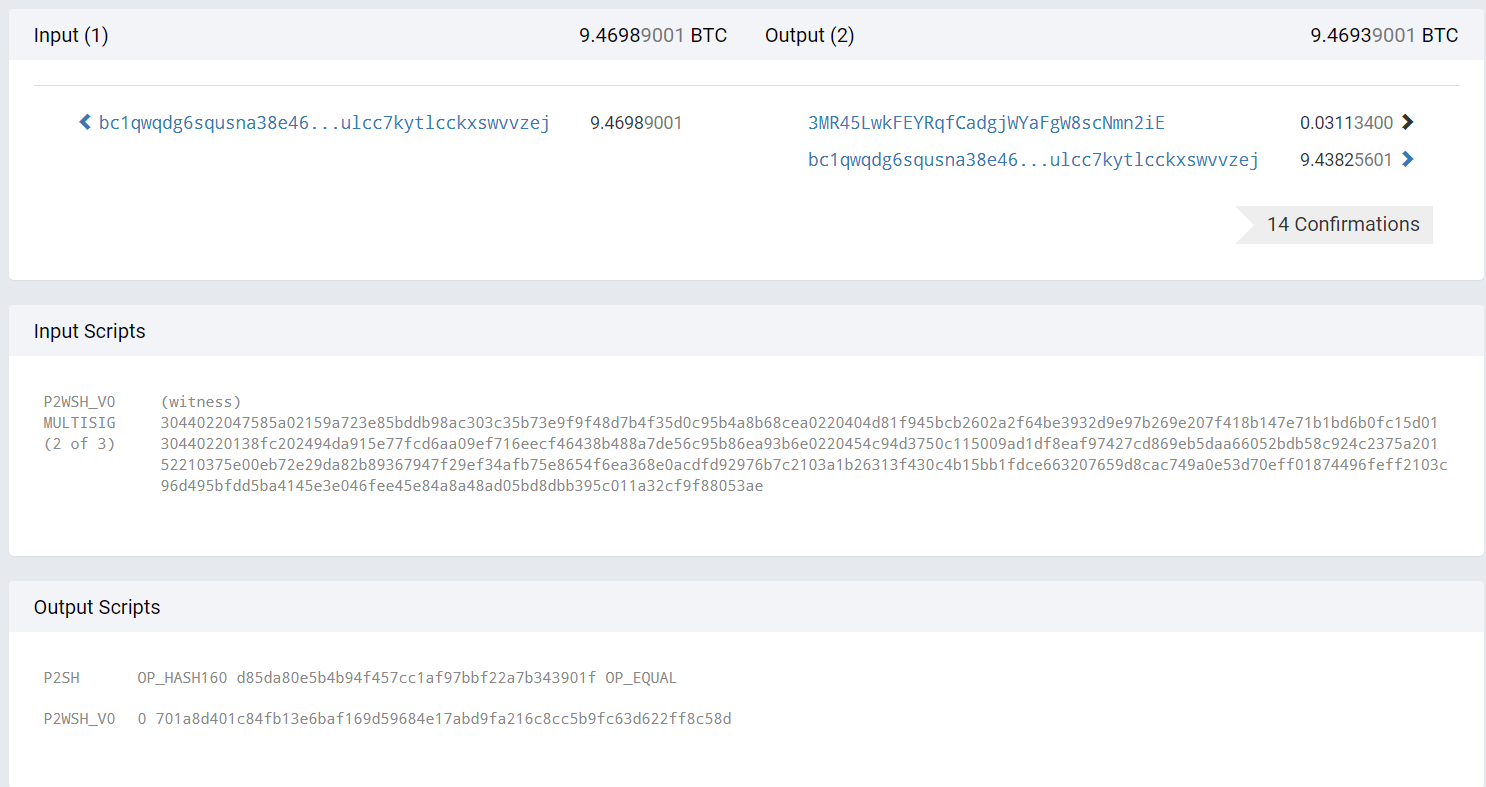 Input (1) 9.46989001 BTC Output (2) 9.46939001 BTC
bc1qwqdg6squsna38e46...ulcc7kytlcckxswvvzej 9.46989001 3MR45LwkFEYRqfCadgjWYaFgW8scNmn2iE 0.03113400
bc1qwqdg6squsna38e46...ulcc7kytlcckxswvvzej 9.43825601
14 Confirmations
Input Scripts
P2WSH_V0 (witness)
MULTISIG 3044022047585a02159a723e85bddb98ac303c35b73e9f9f48d7b4f35d0c95b4a8b68cea0220404d81f945bcb2602a2f64be3932d9e97b269e207f418b147e71b1bd6b0fc15d01
(2 of 3) 30440220138fc202494da915e77fcd6aa09ef716eecf46438b488a7de56c95b86ea93b6e0220454c94d3750c115009ad1df8eaf97427cd869eb5daa66052bdb58c924c2375a201
52210375e00eb72e29da82b89367947f29ef34afb75e8654f6ea368e0acdfd92976b7c2103a1b26313f430c4b15bb1fdce663207659d8cac749a0e53d70eff01874496feff2103c
96d495bfdd5ba4145e3e046fee45e84a8a48ad05bd8dbb395c011a32cf9f88053ae
Output Scripts
P2SH OP_HASH160 d85da80e5b4b94f457cc1af97bbf22a7b343901f OP_EQUAL
P2WSH_V0 0 701a8d401c84fb13e6baf169d59684e17abd9fa216c8cc5b9fc63d622ff8c58d